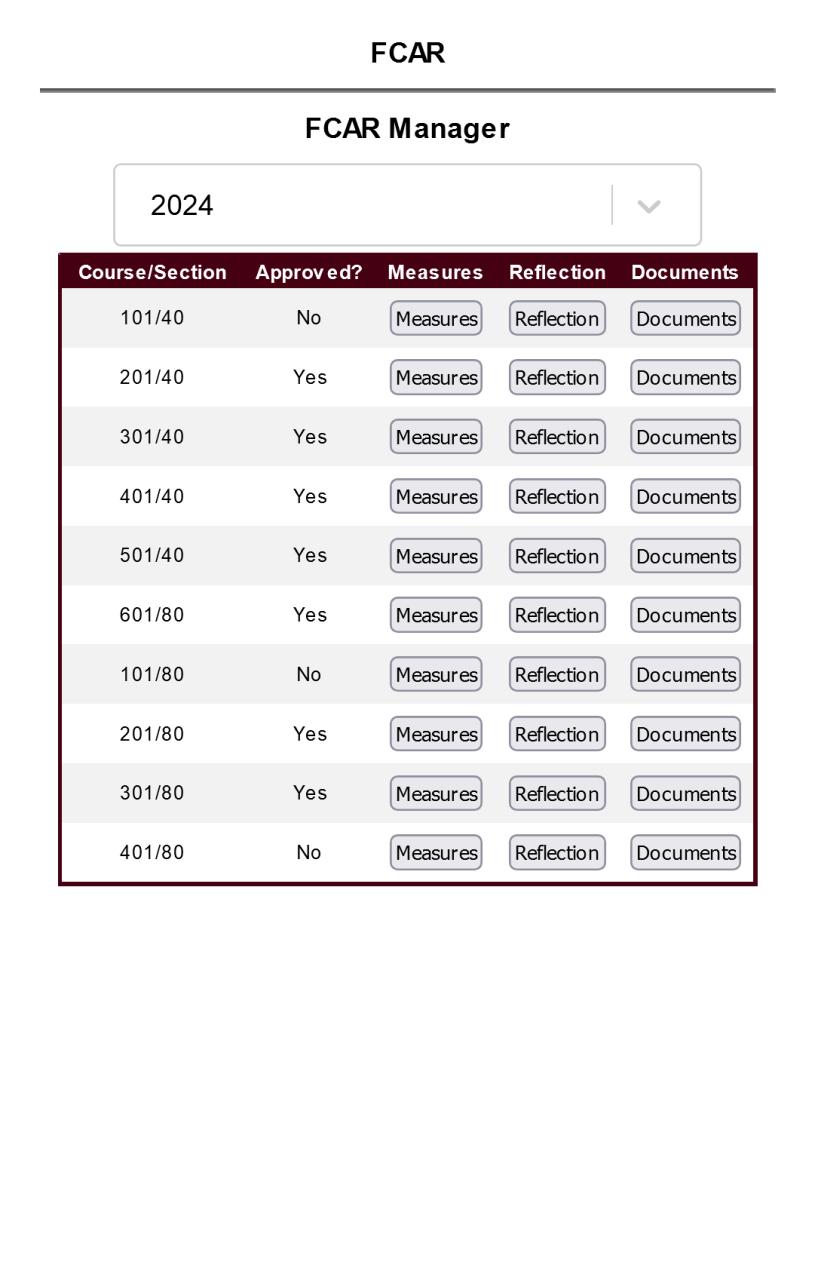 FCAR
FCAR Manager
2024
Course/Section Approved? Measures Reflection Documents
101/40 No Measures Reflection Documents
201/40 Yes Measures Reflection Documents
301/40 Yes Measures Reflection Documents
401/40 Yes Measures Reflection Documents
501/40 Yes Measures Reflection Documents
601/80 Yes Measures Reflection Documents
101/80 No Measures Reflection Documents
201/80 Yes Measures Reflection Documents
301/80 Yes Measures Reflection Documents
401/80 No Measures Reflection Documents